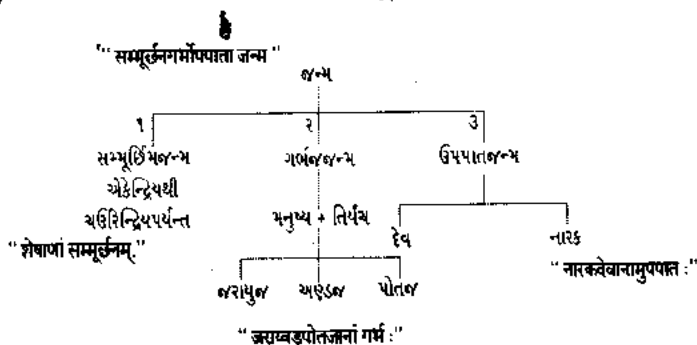 "सम्मूर्छनगर्भोपपाता जन्म"
જન્મ
૧ ૨ ૩
સમ્મૂર્છિમજન્મ ગર્ભજજન્મ ઉપપાતજન્મ
એકેન્દ્રિયથી
ચઉરિન્દ્રિયપર્યન્ત મનુષ્ય + તિર્યંચ
દેવ નારક
"शेषाणां सम्मूर्छनम्."
"नारकदेवानामुपपात :"
જરાયુજ અણ્ડજ પોતજ
"जराय्वण्डपोतजानां गर्भ :"